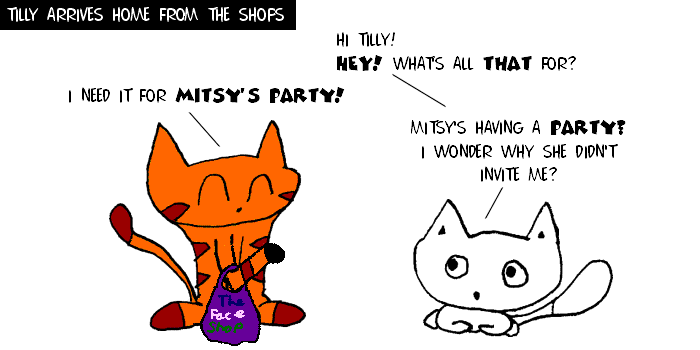 TILLY ARRIVES HOME FROM THE SHOPS
HI TILLY!
HEY! WHAT'S ALL THAT FOR?
I NEED IT FOR MITSY'S PARTY!
MITSY'S HAVING A PARTY?
I WONDER WHY SHE DIDN'T
INVITE ME?
The
Face
Shop